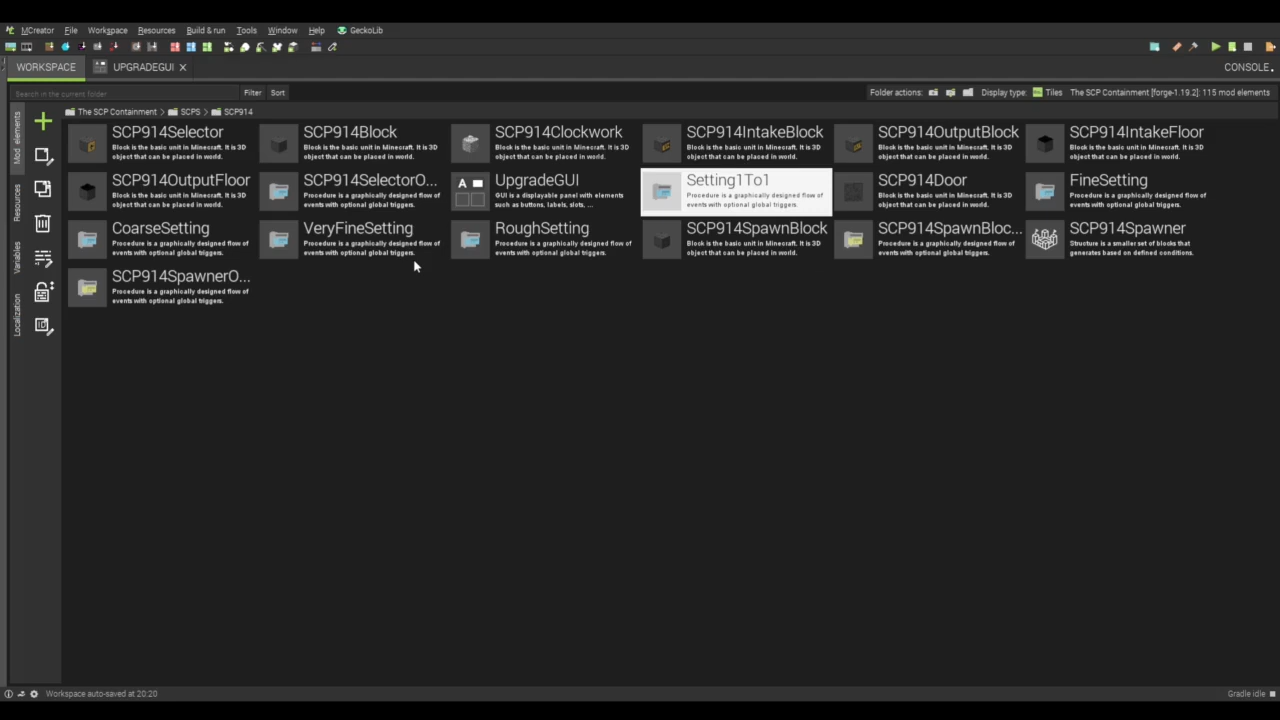 MCreator File Workspace Resources Build & run Tools Window Help GeckoLib
WORKSPACE UPGRADEGUI CONSOLE
Search in the current folder Filter Sort Folder actions: Display type: Tiles The SCP Containment [forge-1.19.2]: 115 mod elements
The SCP Containment > SCPS > SCP914
Mod elements
Resources
Variables
Localization
SCP914Selector
Block is the basic unit in Minecraft. It is 3D
object that can be placed in world.
SCP914Block
Block is the basic unit in Minecraft. It is 3D
object that can be placed in world.
SCP914Clockwork
Block is the basic unit in Minecraft. It is 3D
object that can be placed in world.
SCP914IntakeBlock
Block is the basic unit in Minecraft. It is 3D
object that can be placed in world.
SCP914OutputBlock
Block is the basic unit in Minecraft. It is 3D
object that can be placed in world.
SCP914IntakeFloor
Block is the basic unit in Minecraft. It is 3D
object that can be placed in world.
SCP914OutputFloor
Block is the basic unit in Minecraft. It is 3D
object that can be placed in world.
SCP914SelectorO...
Procedure is a graphically designed flow of
events with optional global triggers.
UpgradeGUI
GUI is a displayable panel with elements
such as buttons, labels, slots, ...
Setting1To1
Procedure is a graphically designed flow of
events with optional global triggers.
SCP914Door
Block is the basic unit in Minecraft. It is 3D
object that can be placed in world.
FineSetting
Procedure is a graphically designed flow of
events with optional global triggers.
CoarseSetting
Procedure is a graphically designed flow of
events with optional global triggers.
VeryFineSetting
Procedure is a graphically designed flow of
events with optional global triggers.
RoughSetting
Procedure is a graphically designed flow of
events with optional global triggers.
SCP914SpawnBlock
Block is the basic unit in Minecraft. It is 3D
object that can be placed in world.
SCP914SpawnBloc...
Procedure is a graphically designed flow of
events with optional global triggers.
SCP914Spawner
Structure is a smaller set of blocks that
generates based on defined conditions.
SCP914SpawnerO...
Procedure is a graphically designed flow of
events with optional global triggers.
Workspace auto-saved at 20:20 Gradle idle